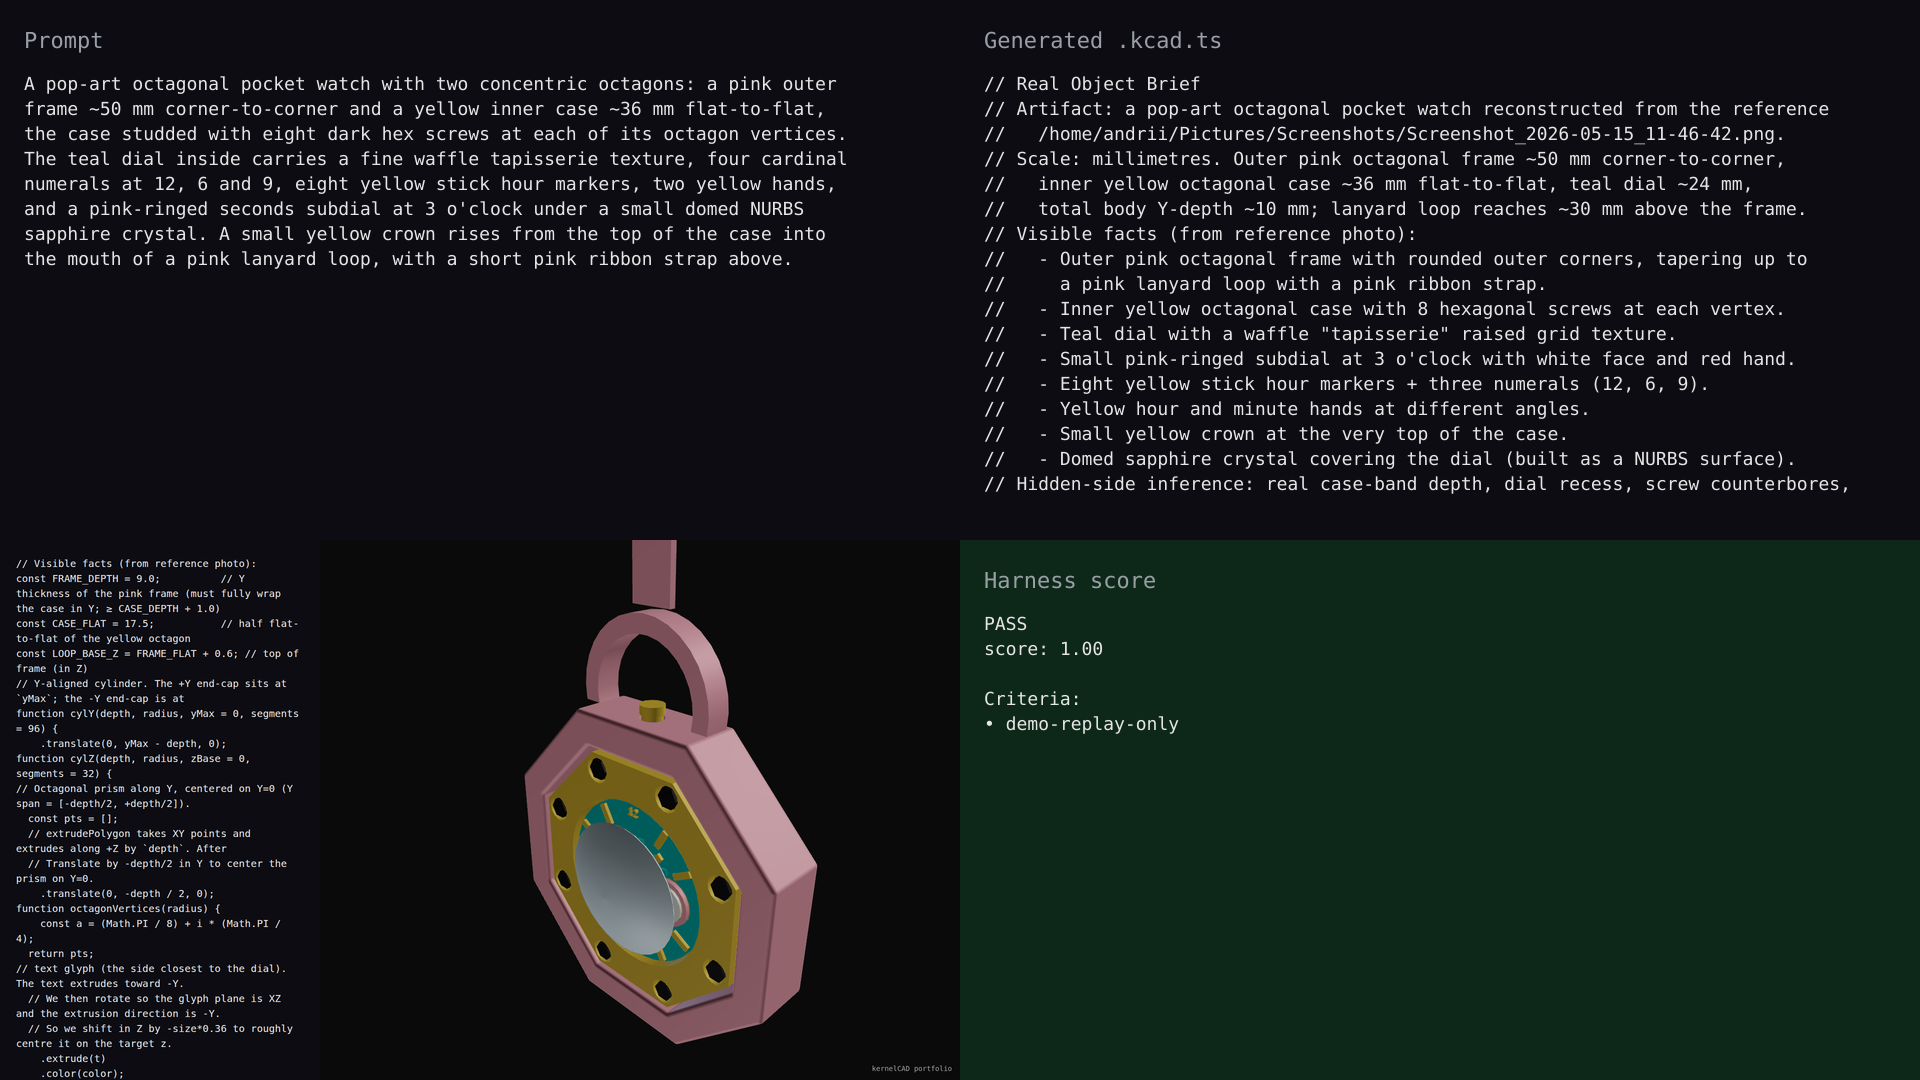 Prompt
A pop-art octagonal pocket watch with two concentric octagons: a pink outer
frame ~50 mm corner-to-corner and a yellow inner case ~36 mm flat-to-flat,
the case studded with eight dark hex screws at each of its octagon vertices.
The teal dial inside carries a fine waffle tapisserie texture, four cardinal
numerals at 12, 6 and 9, eight yellow stick hour markers, two yellow hands,
and a pink-ringed seconds subdial at 3 o'clock under a small domed NURBS
sapphire crystal. A small yellow crown rises from the top of the case into
the mouth of a pink lanyard loop, with a short pink ribbon strap above.
Generated .kcad.ts
// Real Object Brief
// Artifact: a pop-art octagonal pocket watch reconstructed from the reference
//   /home/andrii/Pictures/Screenshots/Screenshot_2026-05-15_11-46-42.png.
// Scale: millimetres. Outer pink octagonal frame ~50 mm corner-to-corner,
//   inner yellow octagonal case ~36 mm flat-to-flat, teal dial ~24 mm,
//   total body Y-depth ~10 mm; lanyard loop reaches ~30 mm above the frame.
// Visible facts (from reference photo):
//   - Outer pink octagonal frame with rounded outer corners, tapering up to
//     a pink lanyard loop with a pink ribbon strap.
//   - Inner yellow octagonal case with 8 hexagonal screws at each vertex.
//   - Teal dial with a waffle "tapisserie" raised grid texture.
//   - Small pink-ringed subdial at 3 o'clock with white face and red hand.
//   - Eight yellow stick hour markers + three numerals (12, 6, 9).
//   - Yellow hour and minute hands at different angles.
//   - Small yellow crown at the very top of the case.
//   - Domed sapphire crystal covering the dial (built as a NURBS surface).
// Hidden-side inference: real case-band depth, dial recess, screw counterbores,
// Visible facts (from reference photo):
const FRAME_DEPTH = 9.0;          // Y
thickness of the pink frame (must fully wrap
the case in Y; ≥ CASE_DEPTH + 1.0)
const CASE_FLAT = 17.5;           // half flat-
to-flat of the yellow octagon
const LOOP_BASE_Z = FRAME_FLAT + 0.6; // top of
frame (in Z)
// Y-aligned cylinder. The +Y end-cap sits at
`yMax`; the -Y end-cap is at
function cylY(depth, radius, yMax = 0, segments
= 96) {
    .translate(0, yMax - depth, 0);
function cylZ(depth, radius, zBase = 0,
segments = 32) {
// Octagonal prism along Y, centered on Y=0 (Y
span = [-depth/2, +depth/2]).
  const pts = [];
  // extrudePolygon takes XY points and
extrudes along +Z by `depth`. After
  // Translate by -depth/2 in Y to center the
prism on Y=0.
    .translate(0, -depth / 2, 0);
function octagonVertices(radius) {
    const a = (Math.PI / 8) + i * (Math.PI /
4);
  return pts;
// text glyph (the side closest to the dial).
The text extrudes toward -Y.
  // We then rotate so the glyph plane is XZ
and the extrusion direction is -Y.
  // So we shift in Z by -size*0.36 to roughly
centre it on the target z.
    .extrude(t)
    .color(color);
12
kernelCAD portfolio
Harness score
PASS
score: 1.00
Criteria:
• demo-replay-only